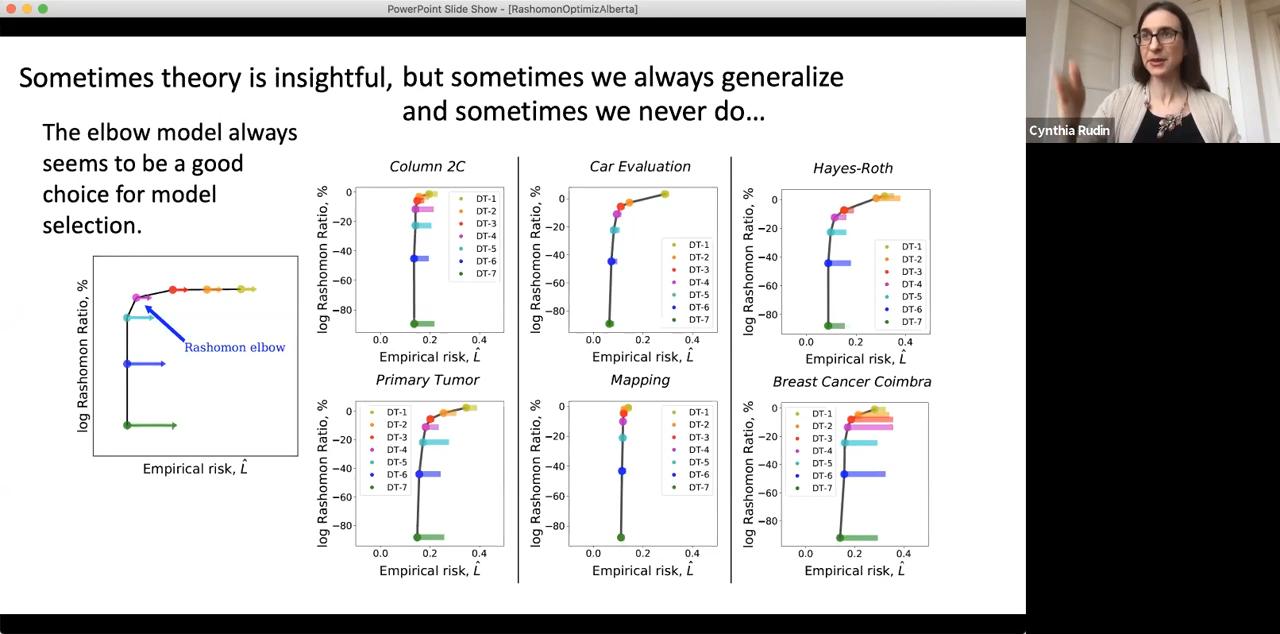 PowerPoint Slide Show - [RashomonOptimizAlberta]
Sometimes theory is insightful, but sometimes we always generalize
and sometimes we never do...
The elbow model always
seems to be a good
choice for model
selection.
log Rashomon Ratio, %
Rashomon elbow
Empirical risk, L̂
Column 2C
log Rashomon Ratio, %
0
−20
−40
−60
−80
DT-1
DT-2
DT-3
DT-4
DT-5
DT-6
DT-7
0.0 0.2 0.4
Empirical risk, L̂
Car Evaluation
log Rashomon Ratio, %
0
−20
−40
−60
−80
DT-1
DT-2
DT-3
DT-4
DT-5
DT-6
DT-7
0.0 0.2 0.4
Empirical risk, L̂
Hayes-Roth
log Rashomon Ratio, %
0
−20
−40
−60
−80
DT-1
DT-2
DT-3
DT-4
DT-5
DT-6
DT-7
0.0 0.2 0.4
Empirical risk, L̂
Primary Tumor
log Rashomon Ratio, %
0
−20
−40
−60
−80
DT-1
DT-2
DT-3
DT-4
DT-5
DT-6
DT-7
0.0 0.2 0.4
Empirical risk, L̂
Mapping
log Rashomon Ratio, %
0
−20
−40
−60
−80
DT-1
DT-2
DT-3
DT-4
DT-5
DT-6
DT-7
0.0 0.2 0.4
Empirical risk, L̂
Breast Cancer Coimbra
log Rashomon Ratio, %
0
−20
−40
−60
−80
DT-1
DT-2
DT-3
DT-4
DT-5
DT-6
DT-7
0.0 0.2 0.4
Empirical risk, L̂
Cynthia Rudin